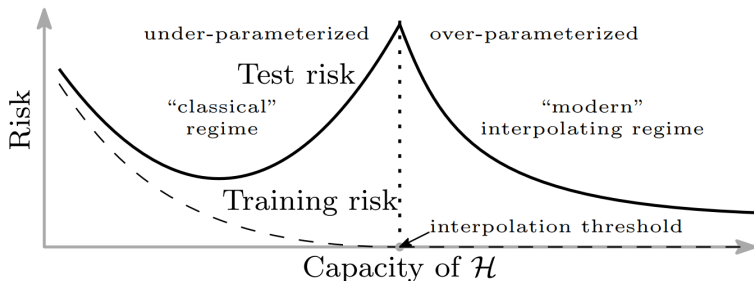 under-parameterized
over-parameterized
Test risk
“classical”
regime
“modern”
interpolating regime
Risk
Training risk
interpolation threshold
Capacity of ℋ